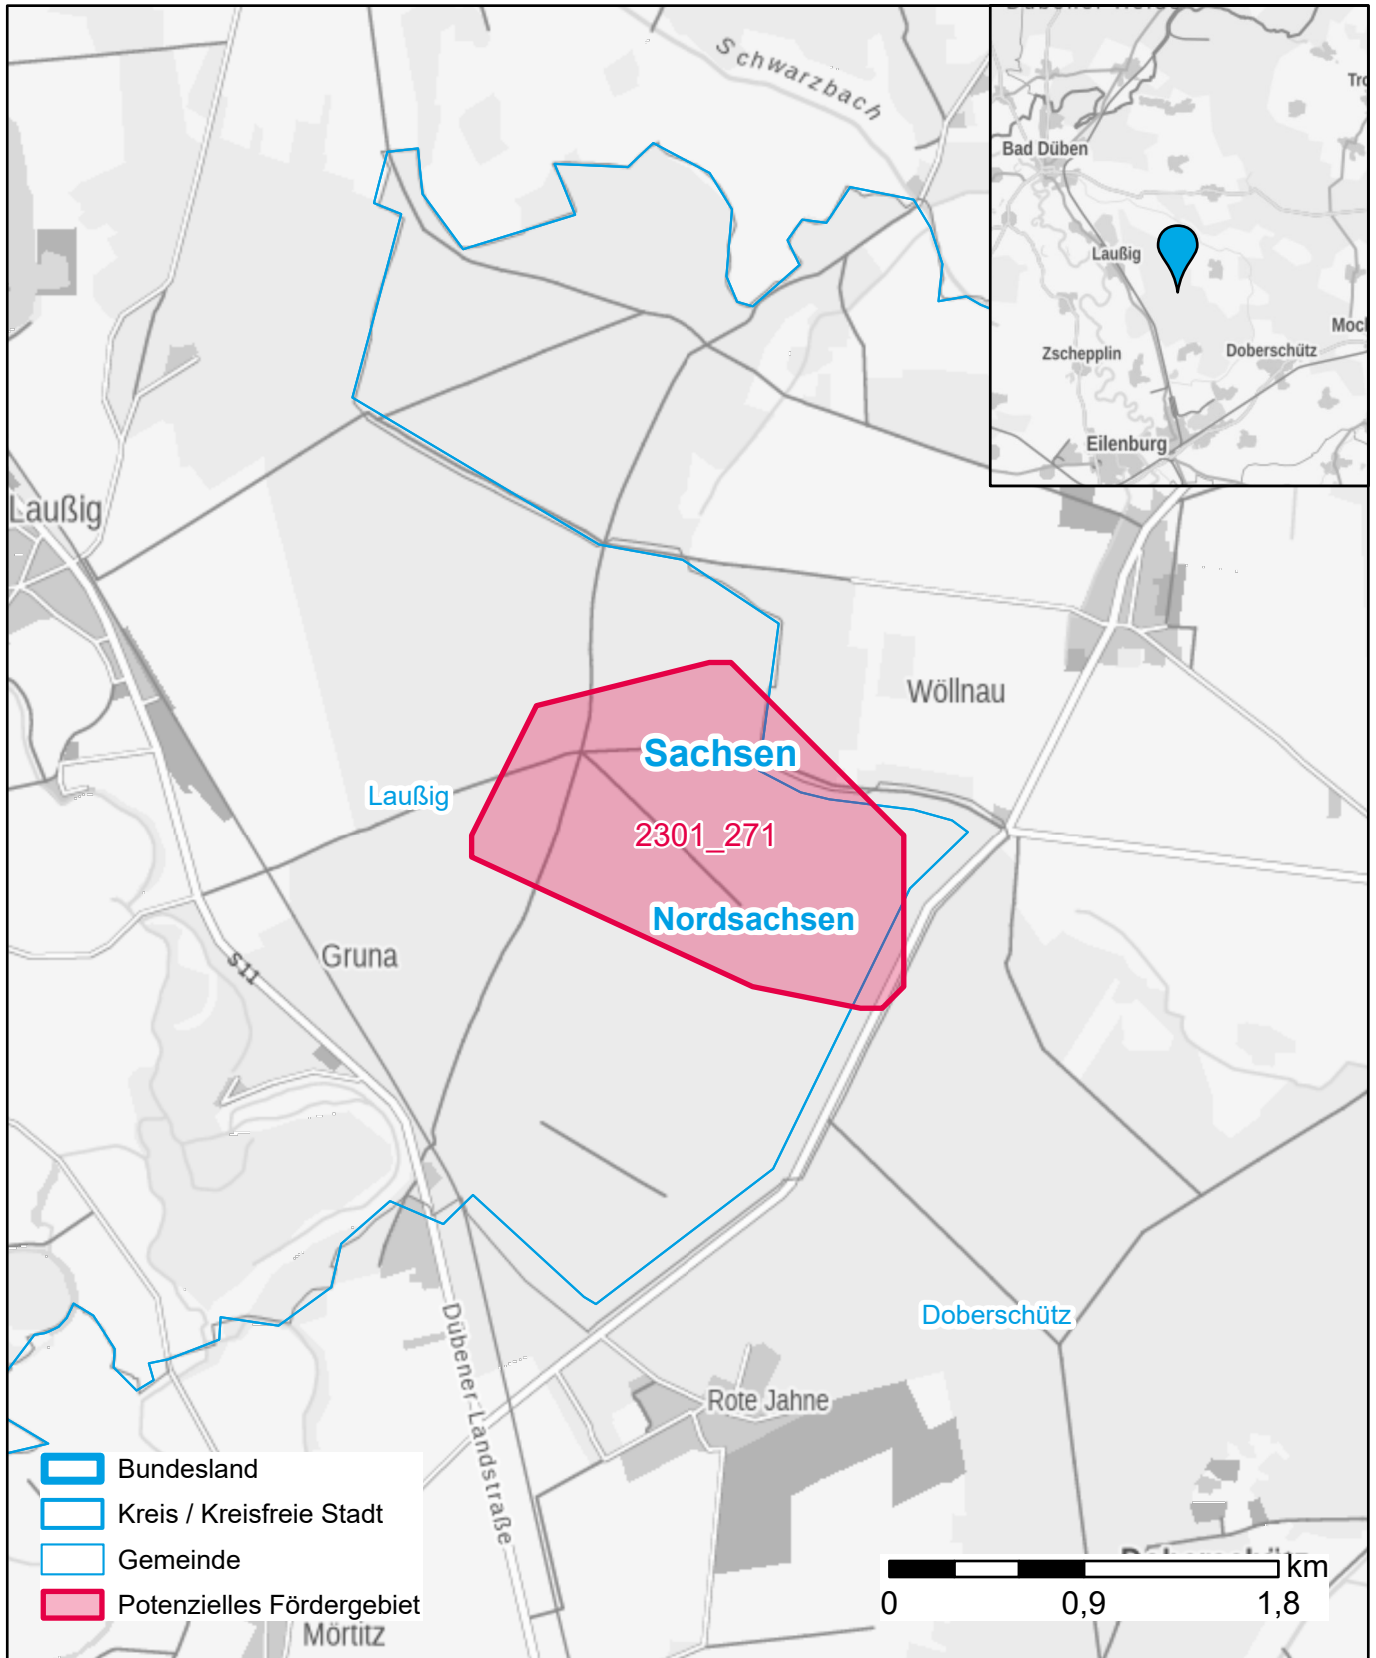 Schwarzbach
Bad Düben
Laußig
Zschepplin
Doberschütz
Eilenburg
Laußig
Wöllnau
Sachsen
Laußig
2301_271
Nordsachsen
Gruna
S11
Doberschütz
Dübener-Landstraße
Rote Jahne
Bundesland
Kreis / Kreisfreie Stadt
Gemeinde
Potenzielles Fördergebiet
Mörtitz
km
0 0,9 1,8